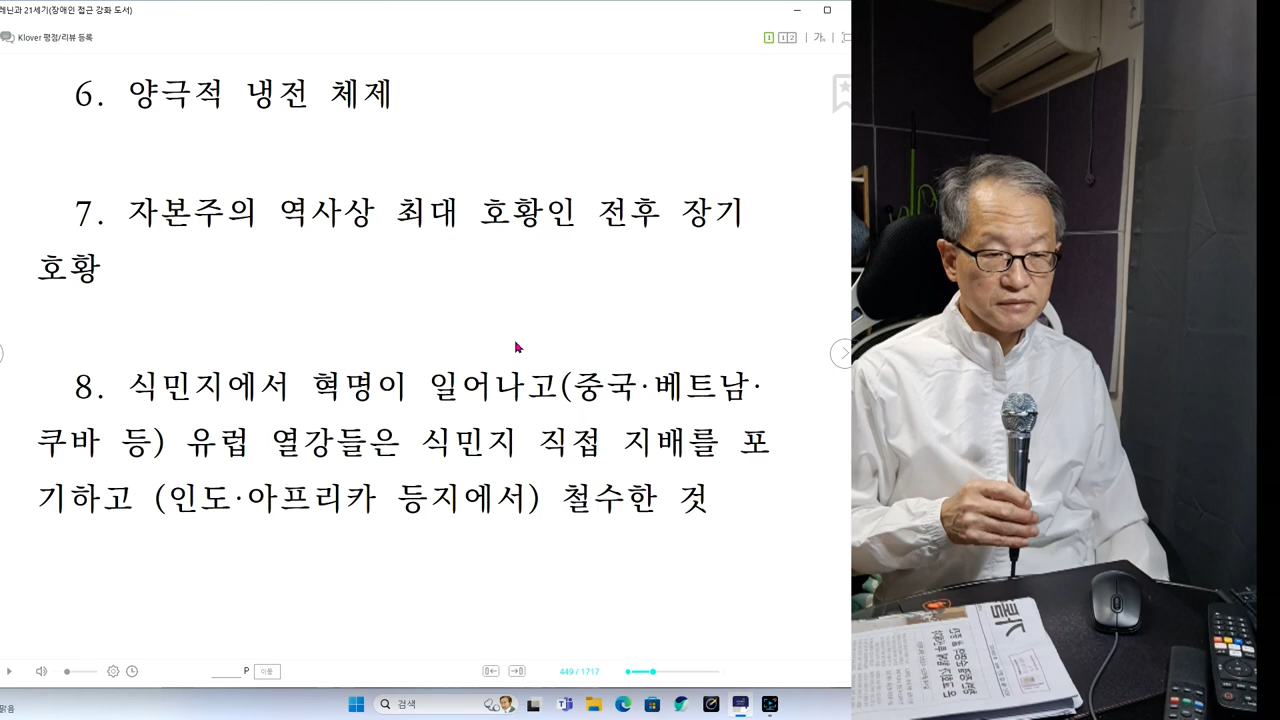 레닌과 21세기(장애인 접근 강화 도서)
Klover 평점/리뷰 등록
6. 양극적 냉전 체제
7. 자본주의 역사상 최대 호황인 전후 장기
호황
8. 식민지에서 혁명이 일어나고(중국·베트남·
쿠바 등) 유럽 열강들은 식민지 직접 지배를 포
기하고 (인도·아프리카 등지에서) 철수한 것
P 이동
449 / 1717
맑음
검색